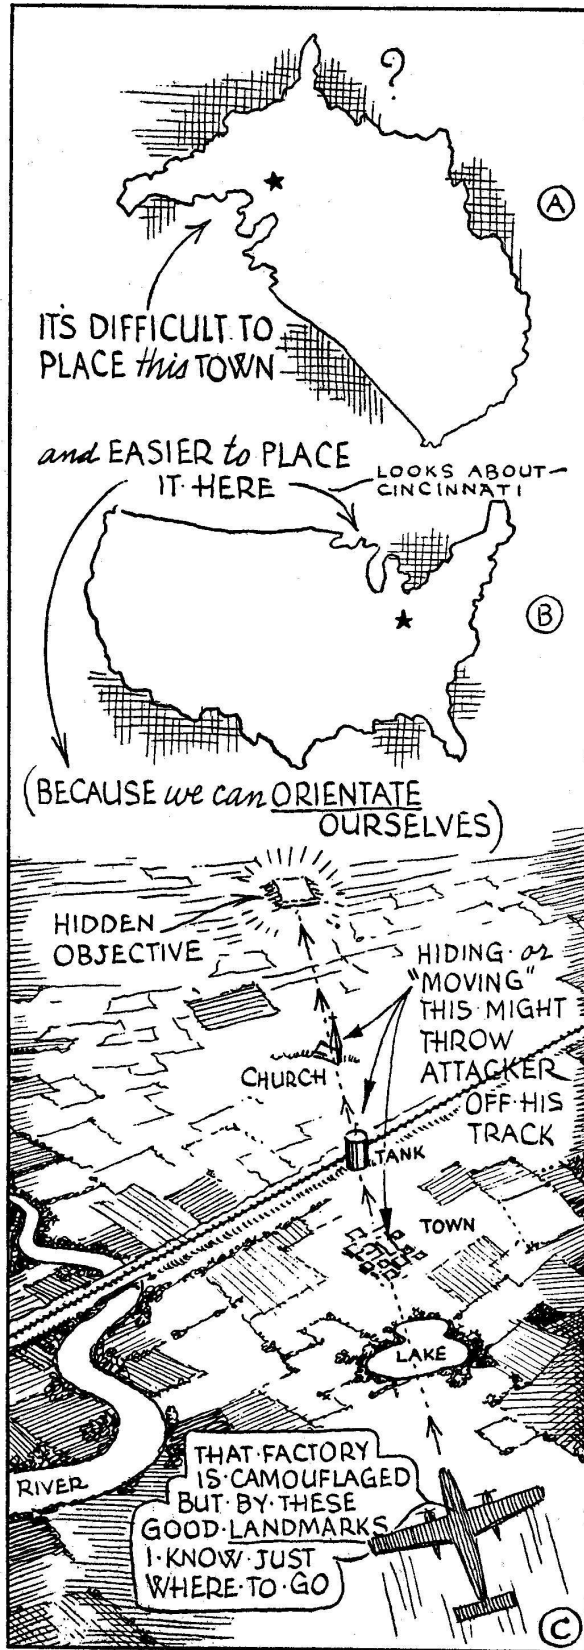 ?
A
IT'S DIFFICULT TO
PLACE this TOWN
and EASIER to PLACE
IT HERE
LOOKS ABOUT
CINCINNATI
B
(BECAUSE we can ORIENTATE
OURSELVES)
HIDDEN
OBJECTIVE
HIDING or
"MOVING"
THIS MIGHT
THROW
ATTACKER
OFF HIS
TRACK
CHURCH
TANK
TOWN
LAKE
RIVER
THAT FACTORY
IS CAMOUFLAGED
BUT BY THESE
GOOD LANDMARKS
I KNOW JUST
WHERE TO GO
C